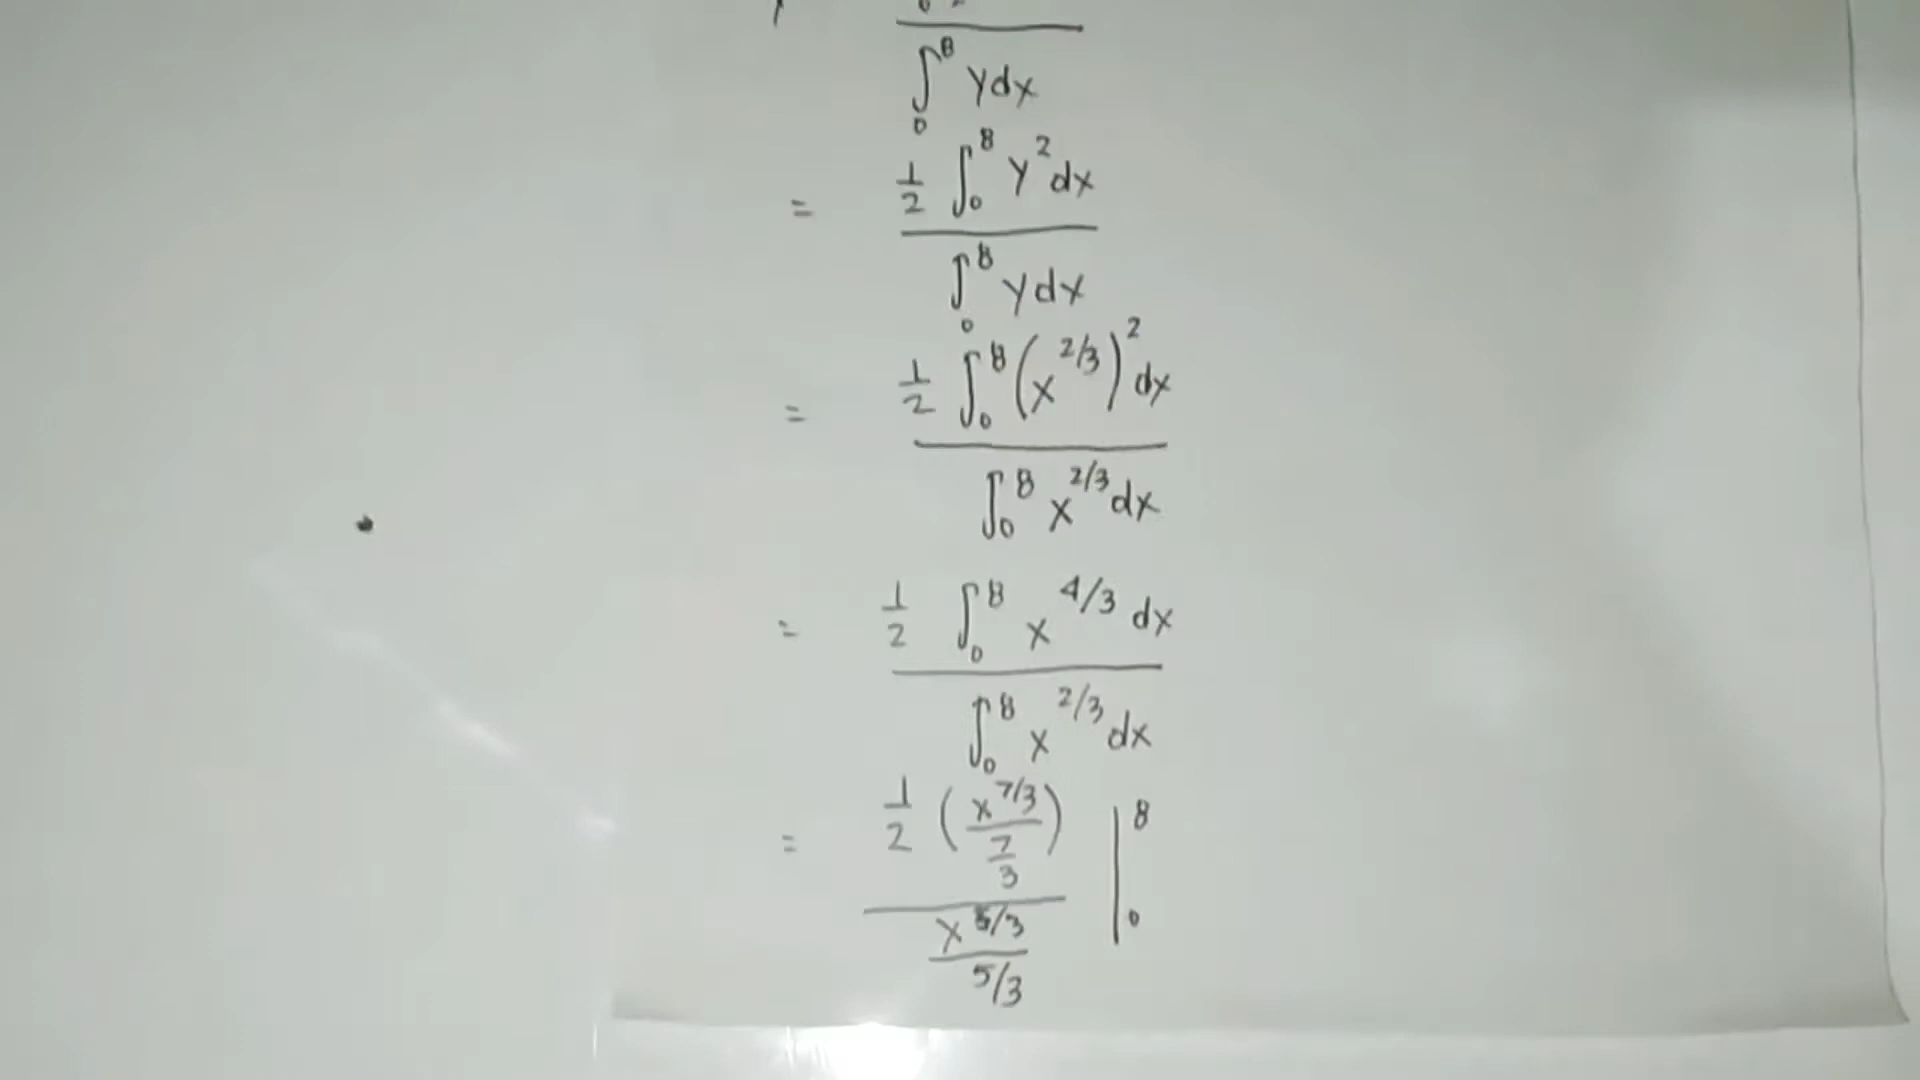 ∫₀⁸ ydx
= ½ ∫₀⁸ y² dx
∫₀⁸ ydx
= ½ ∫₀⁸ (x^2/3)² dx
∫₀⁸ x^2/3 dx
= ½ ∫₀⁸ x^4/3 dx
∫₀⁸ x^2/3 dx
= ½ (x^7/3 / 7/3) |₀⁸
x^5/3 / 5/3